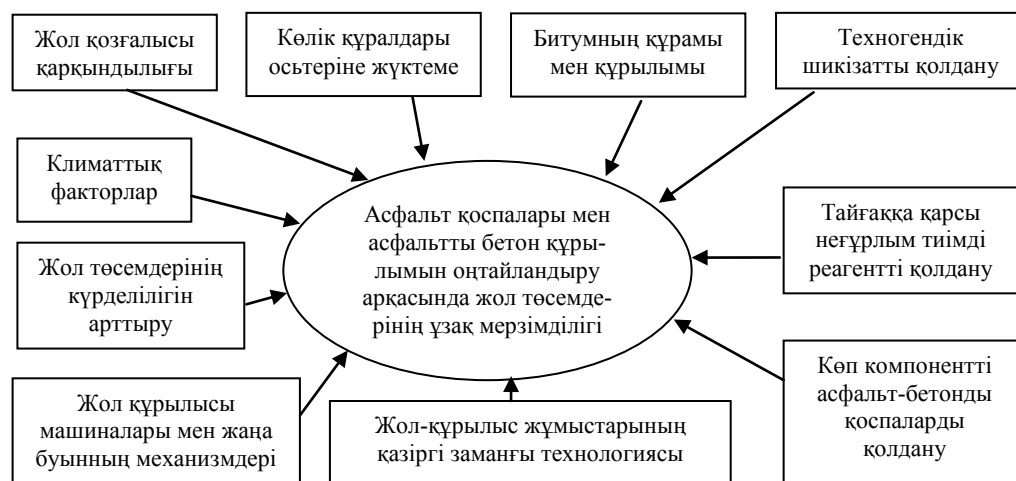 Жол қозғалысы
қарқындылығы
Көлік құралдары
осьтеріне жүктеме
Битумның құрамы
мен құрылымы
Техногендік
шикізатты қолдану
Климаттық
факторлар
Жол төсемдерінің
күрделілігін
арттыру
Жол құрылысы
машиналары мен жаңа
буынның механизмдері
Асфальт қоспалары мен
асфальтты бетон құры-
лымын оңтайландыру
арқасында жол төсемде-
рінің ұзақ мерзімділігі
Тайғаққа қарсы
неғұрлым тиімді
реагентті қолдану
Көп компонентті
асфальт-бетонды
қоспаларды
қолдану
Жол-құрылыс жұмыстарының
қазіргі заманғы технологиясы